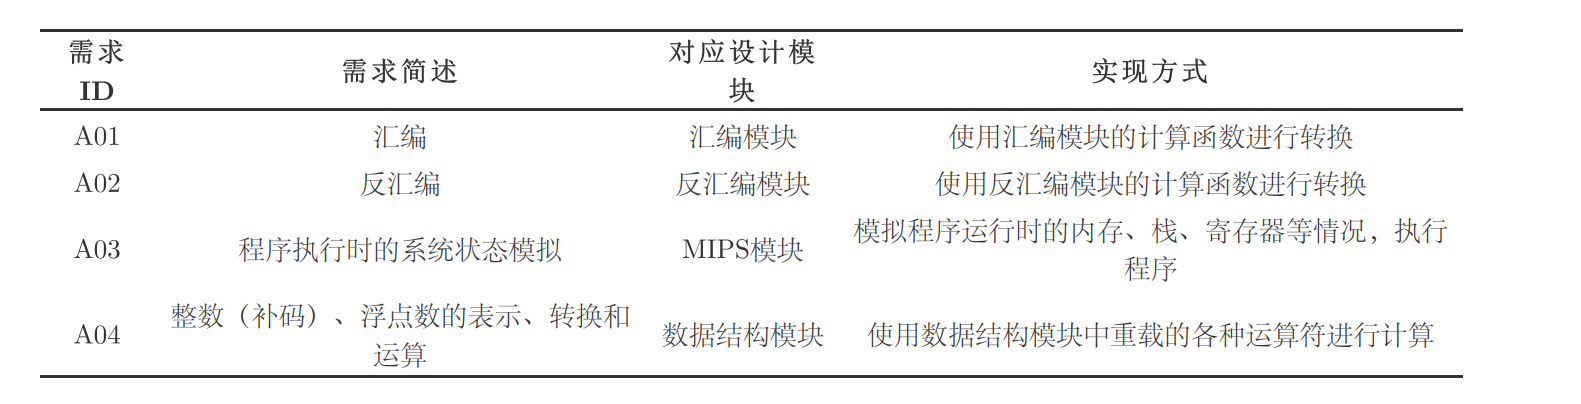 需求
ID
需求简述
对应设计模
块
实现方式
A01
汇编
汇编模块
使用汇编模块的计算函数进行转换
A02
反汇编
反汇编模块
使用反汇编模块的计算函数进行转换
A03
程序执行时的系统状态模拟
MIPS模块
模拟程序运行时的内存、栈、寄存器等情况，执行
程序
A04
整数（补码）、浮点数的表示、转换和
运算
数据结构模块
使用数据结构模块中重载的各种运算符进行计算